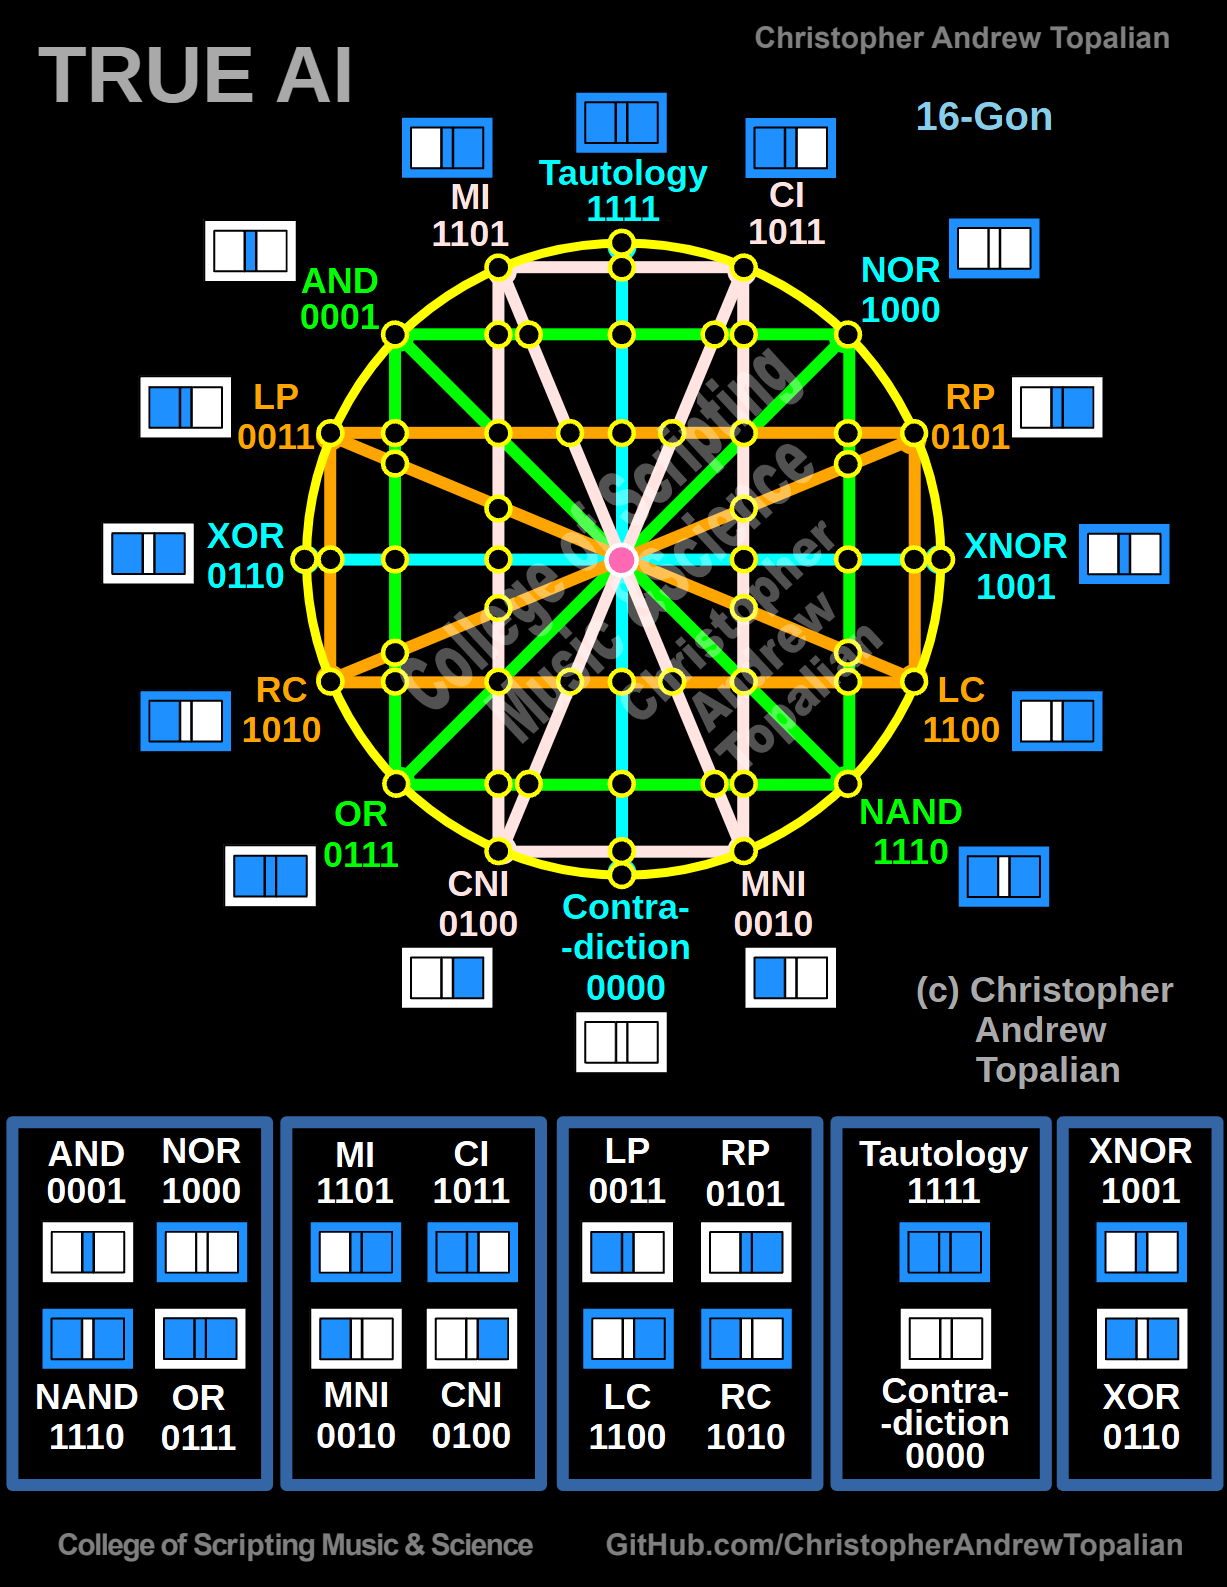 TRUE AI
Christopher Andrew Topalian
16-Gon
Tautology
1111
MI
1101
CI
1011
AND
0001
NOR
1000
LP
0011
RP
0101
XOR
0110
XNOR
1001
RC
1010
LC
1100
OR
0111
NAND
1110
CNI
0100
Contra-
-diction
0000
MNI
0010
College of Scripting
Music & Science
Christopher
Andrew
Topalian
(c) Christopher
Andrew
Topalian
AND
0001
NOR
1000
NAND
1110
OR
0111
MI
1101
CI
1011
MNI
0010
CNI
0100
LP
0011
RP
0101
LC
1100
RC
1010
Tautology
1111
Contra-
-diction
0000
XNOR
1001
XOR
0110
College of Scripting Music & Science
GitHub.com/ChristopherAndrewTopalian